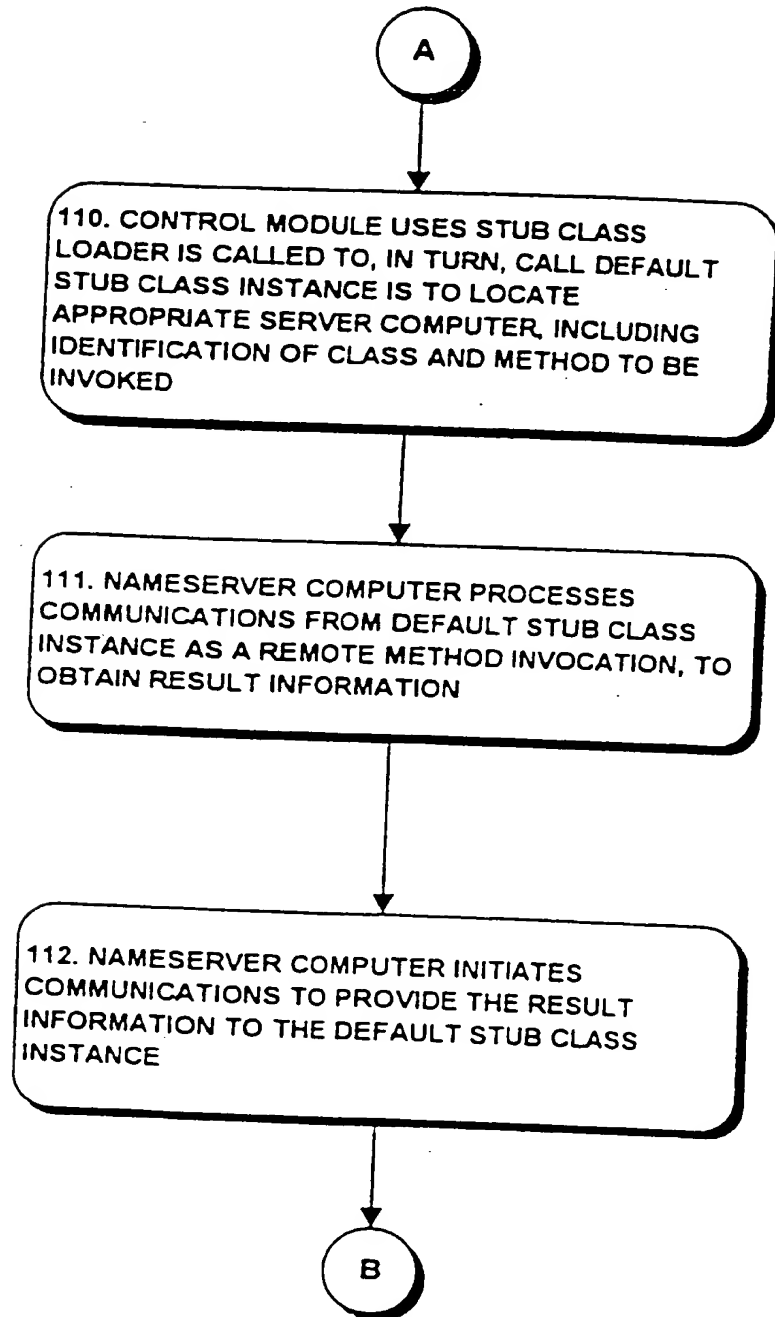 A
110. CONTROL MODULE USES STUB CLASS
LOADER IS CALLED TO, IN TURN, CALL DEFAULT
STUB CLASS INSTANCE IS TO LOCATE
APPROPRIATE SERVER COMPUTER, INCLUDING
IDENTIFICATION OF CLASS AND METHOD TO BE
INVOKED
111. NAMESERVER COMPUTER PROCESSES
COMMUNICATIONS FROM DEFAULT STUB CLASS
INSTANCE AS A REMOTE METHOD INVOCATION, TO
OBTAIN RESULT INFORMATION
112. NAMESERVER COMPUTER INITIATES
COMMUNICATIONS TO PROVIDE THE RESULT
INFORMATION TO THE DEFAULT STUB CLASS
INSTANCE
B